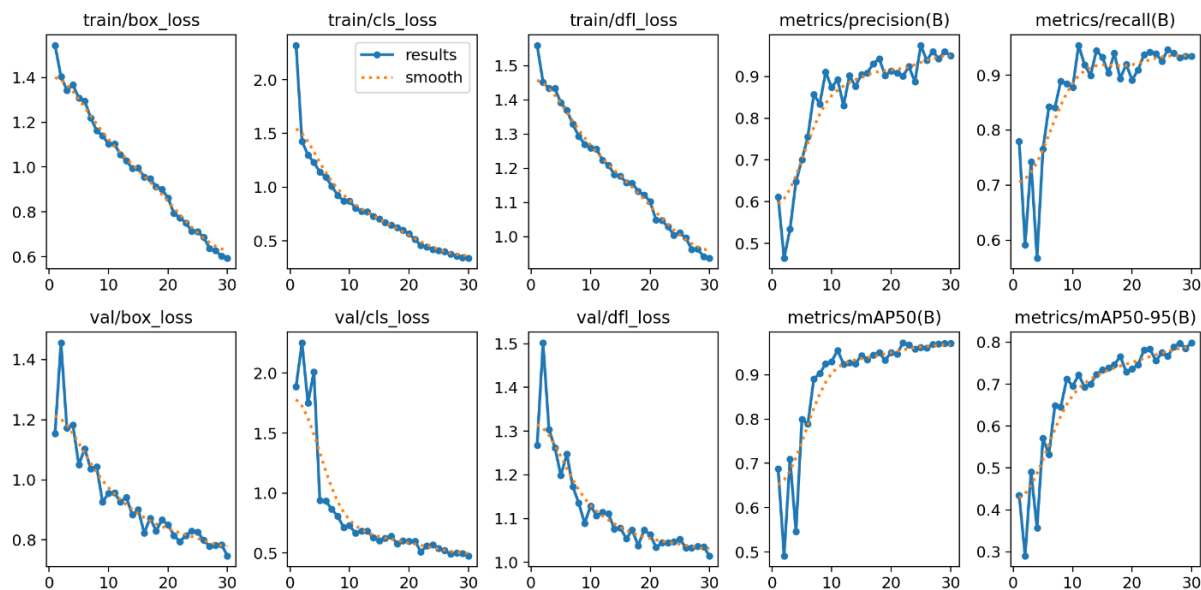 train/box_loss
train/cls_loss
train/dfl_loss
metrics/precision(B)
metrics/recall(B)
1.4
1.2
1.0
0.8
0.6
0 10 20 30
2.0
1.5
1.0
0.5
results
smooth
0 10 20 30
1.5
1.4
1.3
1.2
1.1
1.0
0 10 20 30
0.9
0.8
0.7
0.6
0.5
0 10 20 30
0.9
0.8
0.7
0.6
0 10 20 30
val/box_loss
val/cls_loss
val/dfl_loss
metrics/mAP50(B)
metrics/mAP50-95(B)
1.4
1.2
1.0
0.8
0 10 20 30
2.0
1.5
1.0
0.5
0 10 20 30
1.5
1.4
1.3
1.2
1.1
1.0
0 10 20 30
0.9
0.8
0.7
0.6
0.5
0 10 20 30
0.8
0.7
0.6
0.5
0.4
0.3
0 10 20 30